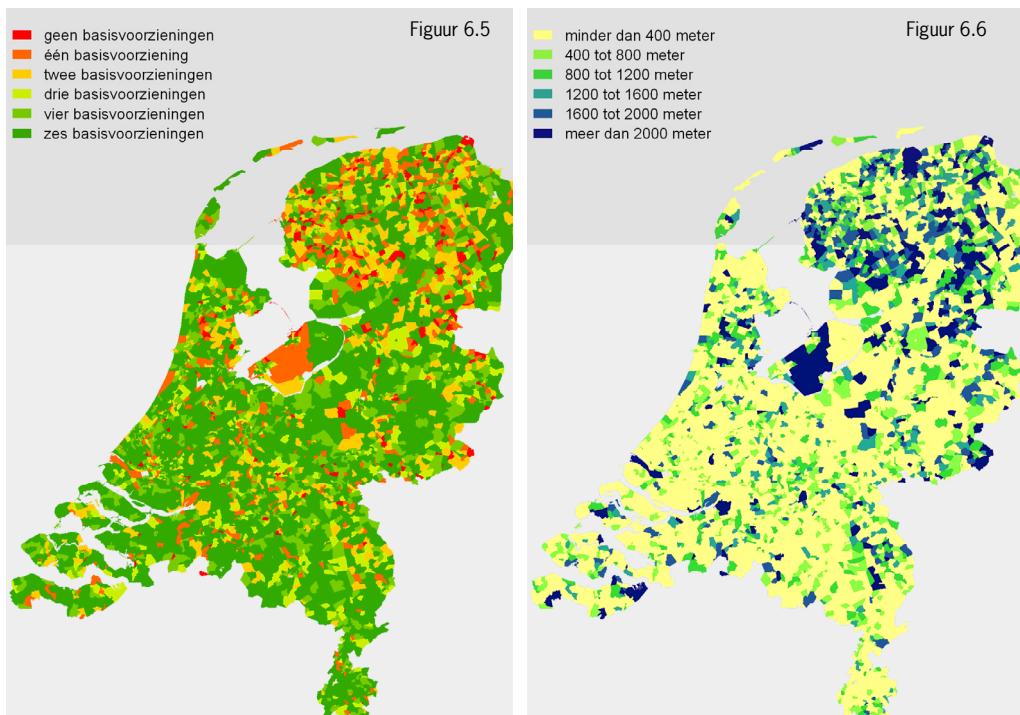 Figuur 6.5
geen basisvoorzieningen
één basisvoorziening
twee basisvoorzieningen
drie basisvoorzieningen
vier basisvoorzieningen
zes basisvoorzieningen
Figuur 6.6
minder dan 400 meter
400 tot 800 meter
800 tot 1200 meter
1200 tot 1600 meter
1600 tot 2000 meter
meer dan 2000 meter